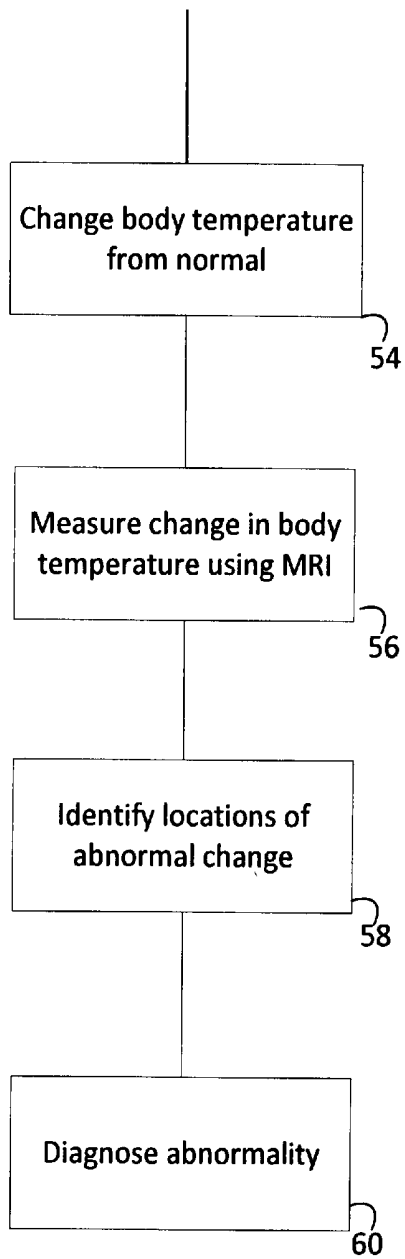 Change body temperature
from normal
54
Measure change in body
temperature using MRI
56
Identify locations of
abnormal change
58
Diagnose abnormality
60